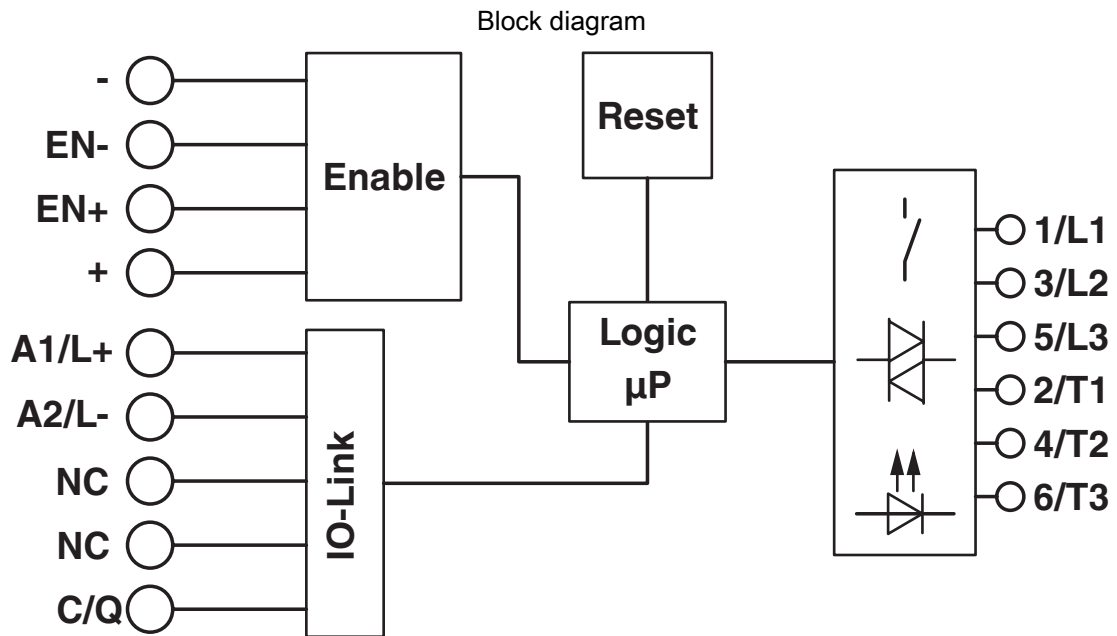 Block diagram
-
EN-
EN+
+
Enable
Reset
A1/L+
A2/L-
NC
NC
C/Q
IO-Link
Logic
µP
1/L1
3/L2
5/L3
2/T1
4/T2
6/T3